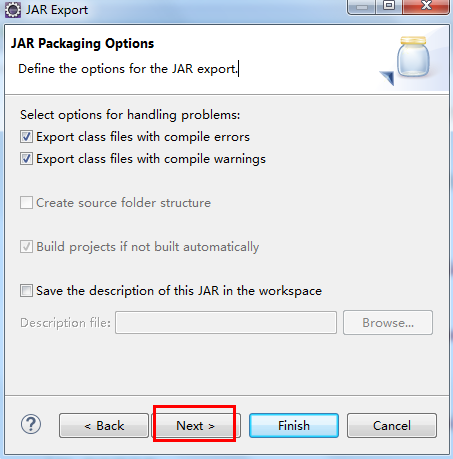 JAR Export
JAR Packaging Options
Define the options for the JAR export.
Select options for handling problems:
Export class files with compile errors
Export class files with compile warnings
Create source folder structure
Build projects if not built automatically
Save the description of this JAR in the workspace
Description file: Browse...
? < Back Next > Finish Cancel